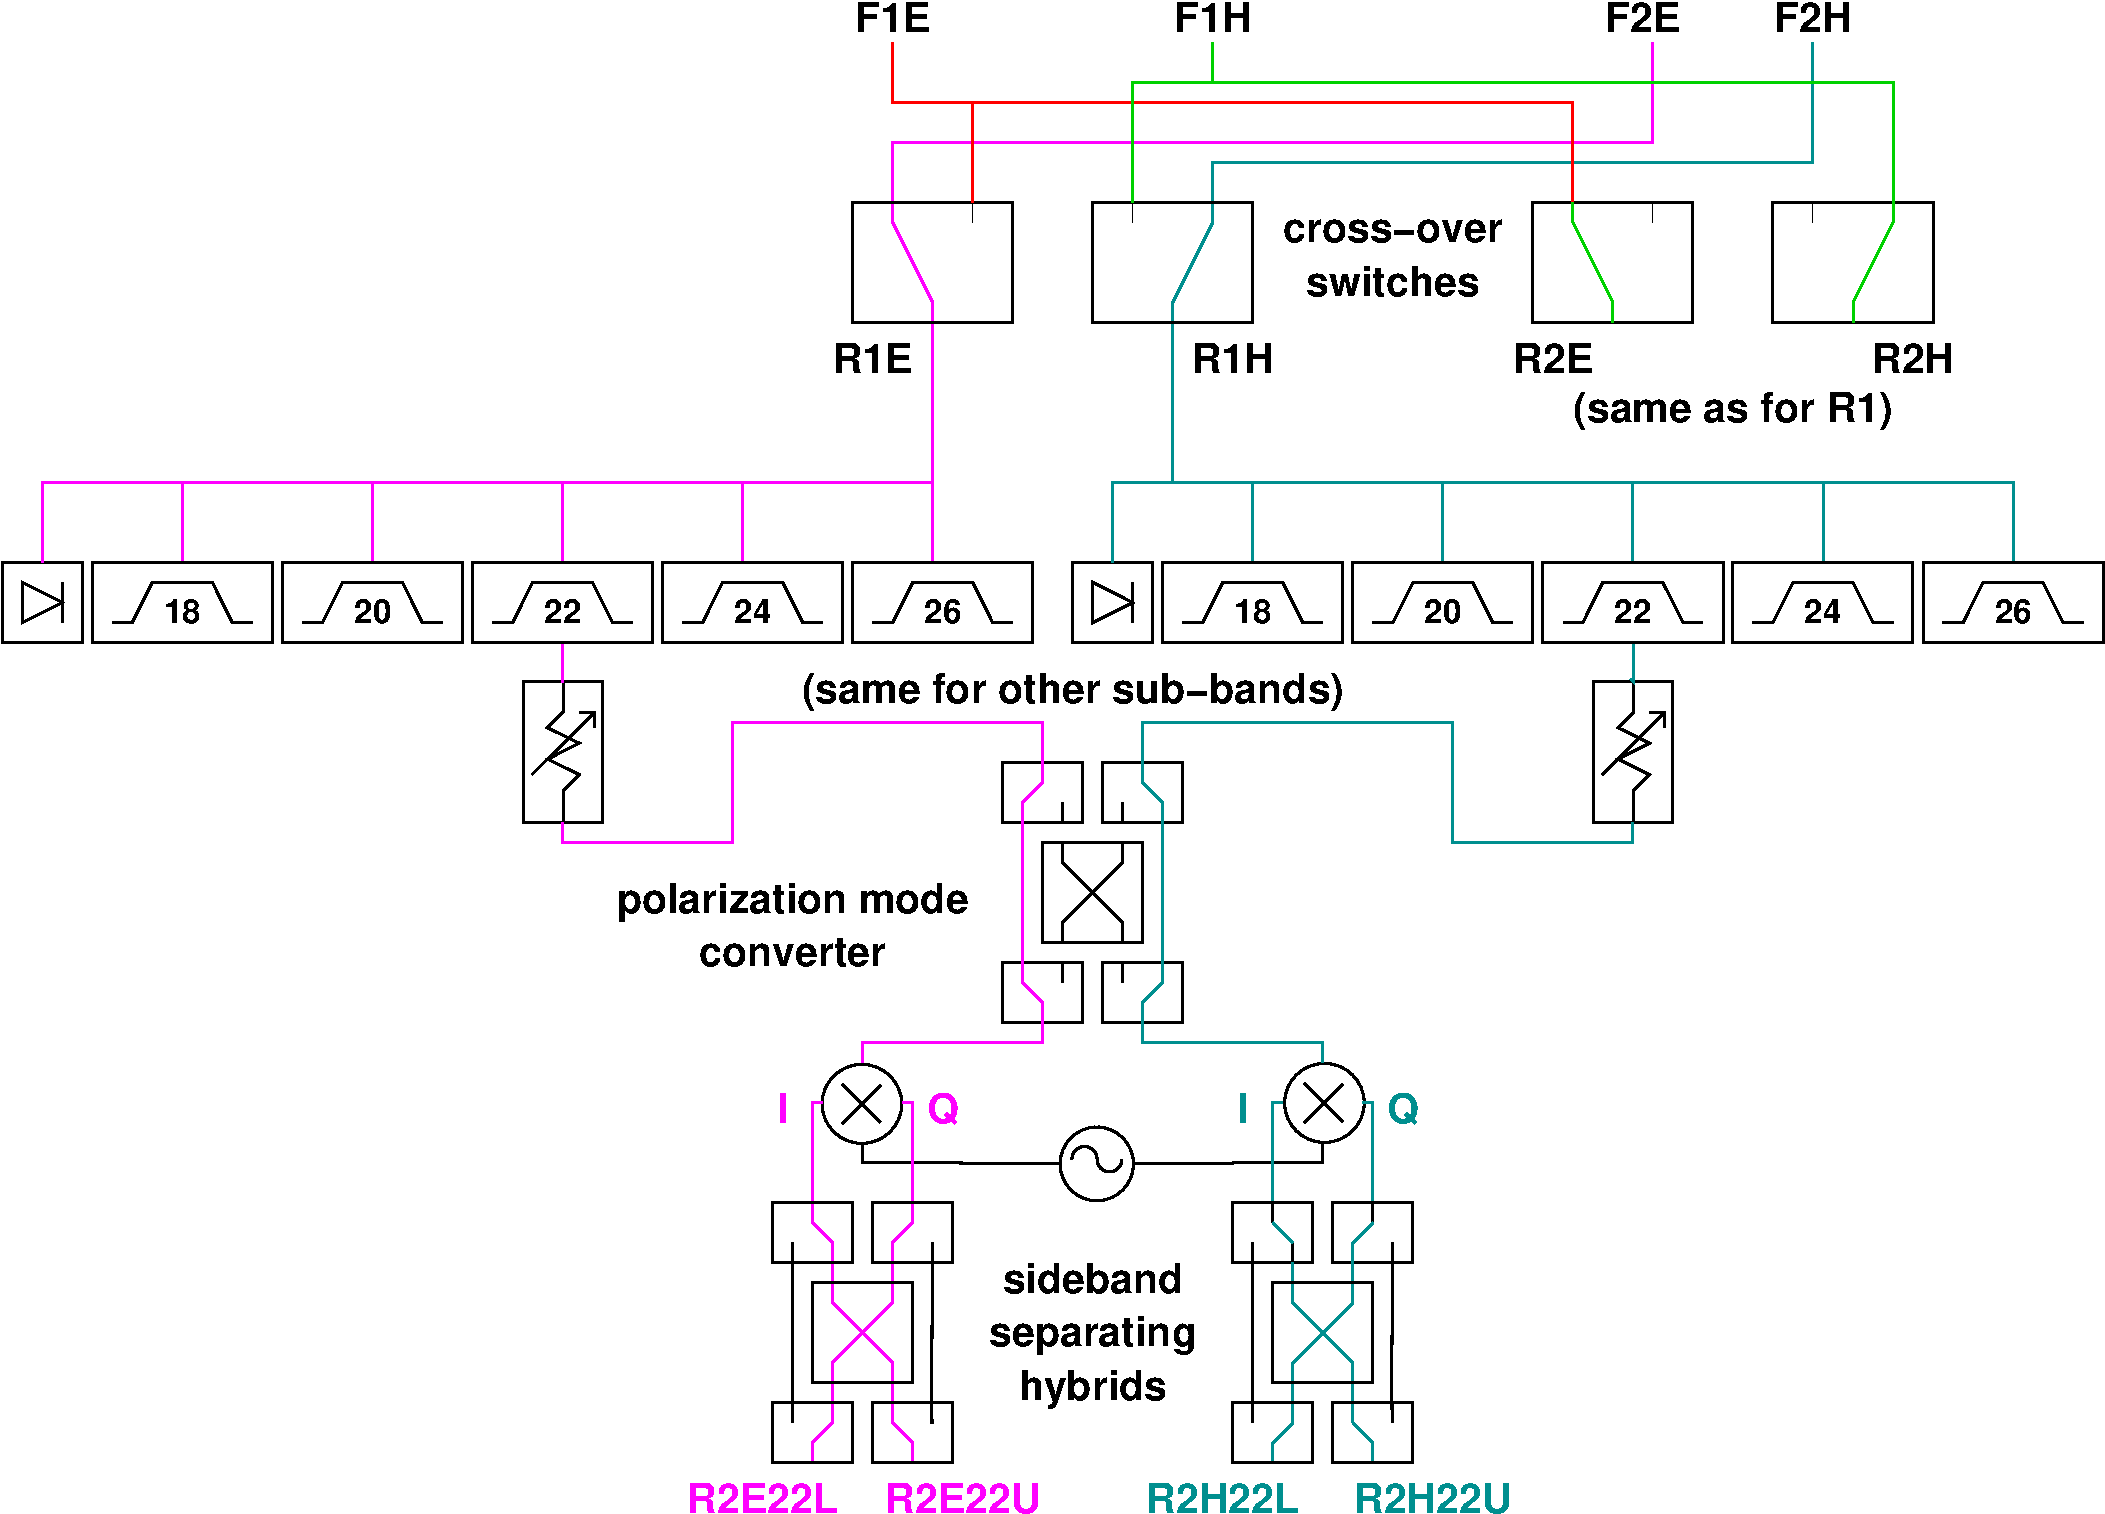 F1E F1H F2E F2H
cross−over
switches
R1E R1H R2E R2H
(same as for R1)
18 20 22 24 26 18 20 22 24 26
(same for other sub−bands)
polarization mode
converter
I Q I Q
sideband
separating
hybrids
R2E22L R2E22U R2H22L R2H22U